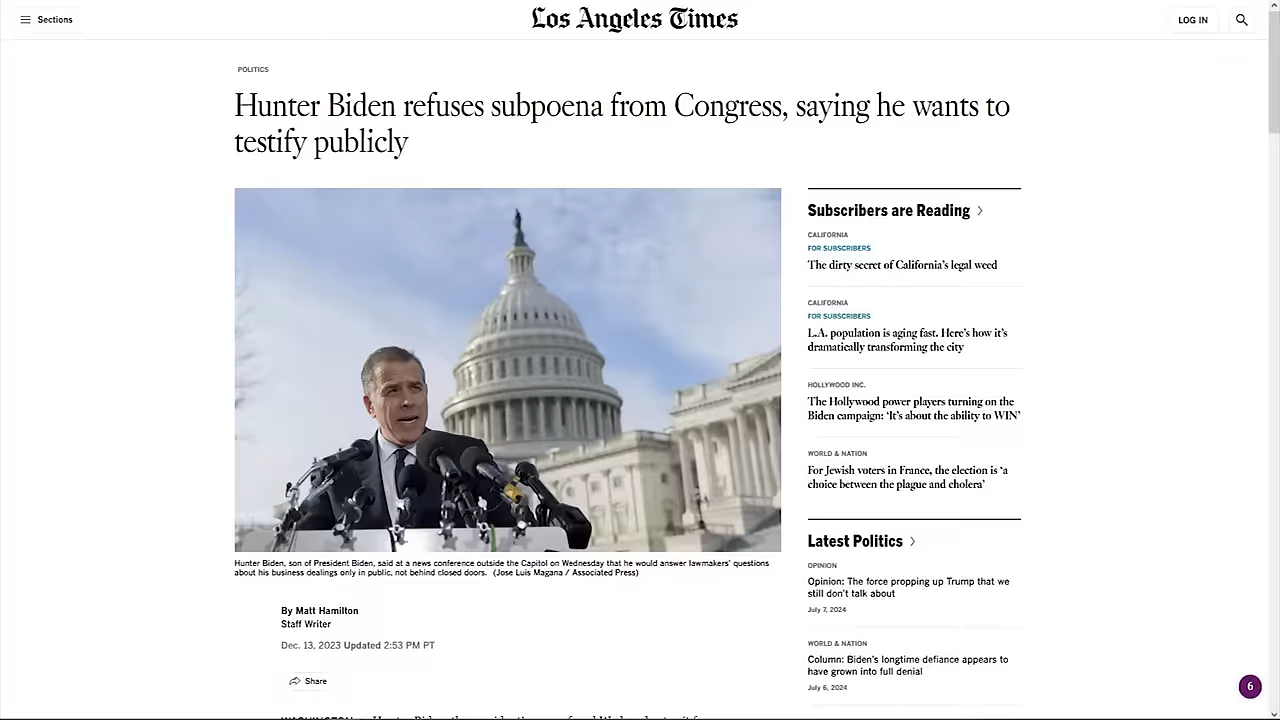 Sections
Los Angeles Times
LOG IN
POLITICS
Hunter Biden refuses subpoena from Congress, saying he wants to
testify publicly
Hunter Biden, son of President Biden, said at a news conference outside the Capitol on Wednesday that he would answer lawmakers' questions
about his business dealings only in public, not behind closed doors. (Jose Luis Magana / Associated Press)
By Matt Hamilton
Staff Writer
Dec. 13, 2023 Updated 2:53 PM PT
Share
Subscribers are Reading
CALIFORNIA
FOR SUBSCRIBERS
The dirty secret of California's legal weed
CALIFORNIA
FOR SUBSCRIBERS
L.A. population is aging fast. Here's how it's
dramatically transforming the city
HOLLYWOOD INC.
The Hollywood power players turning on the
Biden campaign: 'It's about the ability to WIN'
WORLD & NATION
For Jewish voters in France, the election is 'a
choice between the plague and cholera'
Latest Politics
OPINION
Opinion: The force propping up Trump that we
still don't talk about
July 7, 2024
WORLD & NATION
Column: Biden's longtime defiance appears to
have grown into full denial
July 6, 2024
6